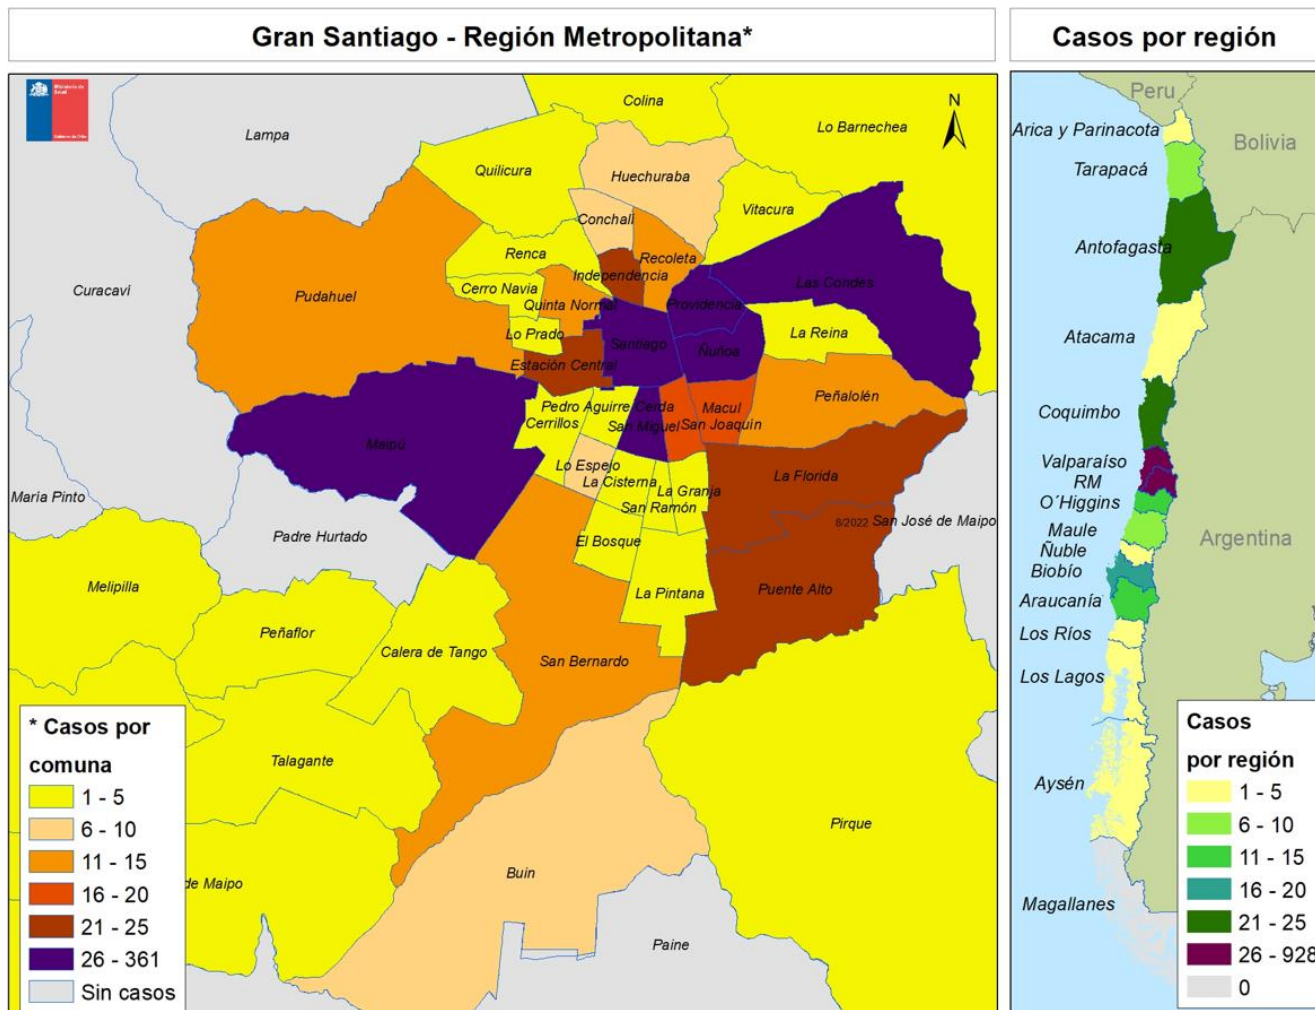 Gran Santiago - Región Metropolitana*
Casos por región
Ministerio de
Salud
Gobierno de Chile
N
Colina
Lampa
Lo Barnechea
Quilicura
Huechuraba
Vitacura
Conchalí
Renca
Recoleta
Independencia
Curacaví
Pudahuel
Cerro Navia
Quinta Normal
Providencia
Las Condes
Lo Prado
Santiago
Ñuñoa
La Reina
Estación Central
Peñalolén
Pedro Aguirre Cerda
Cerrillos
Macul
San Miguel
San Joaquín
Maipú
Lo Espejo
La Cisterna
La Granja
La Florida
San Ramón
María Pinto
Padre Hurtado
El Bosque
8/2022
San José de Maipo
Melipilla
La Pintana
Puente Alto
Peñaflor
Calera de Tango
San Bernardo
Talagante
Pirque
de Maipo
Buin
Paine
* Casos por
comuna
1 - 5
6 - 10
11 - 15
16 - 20
21 - 25
26 - 361
Sin casos
Peru
Bolivia
Argentina
Arica y Parinacota
Tarapacá
Antofagasta
Atacama
Coquimbo
Valparaíso
RM
O´Higgins
Maule
Ñuble
Biobío
Araucanía
Los Ríos
Los Lagos
Aysén
Magallanes
Casos
por región
1 - 5
6 - 10
11 - 15
16 - 20
21 - 25
26 - 928
0